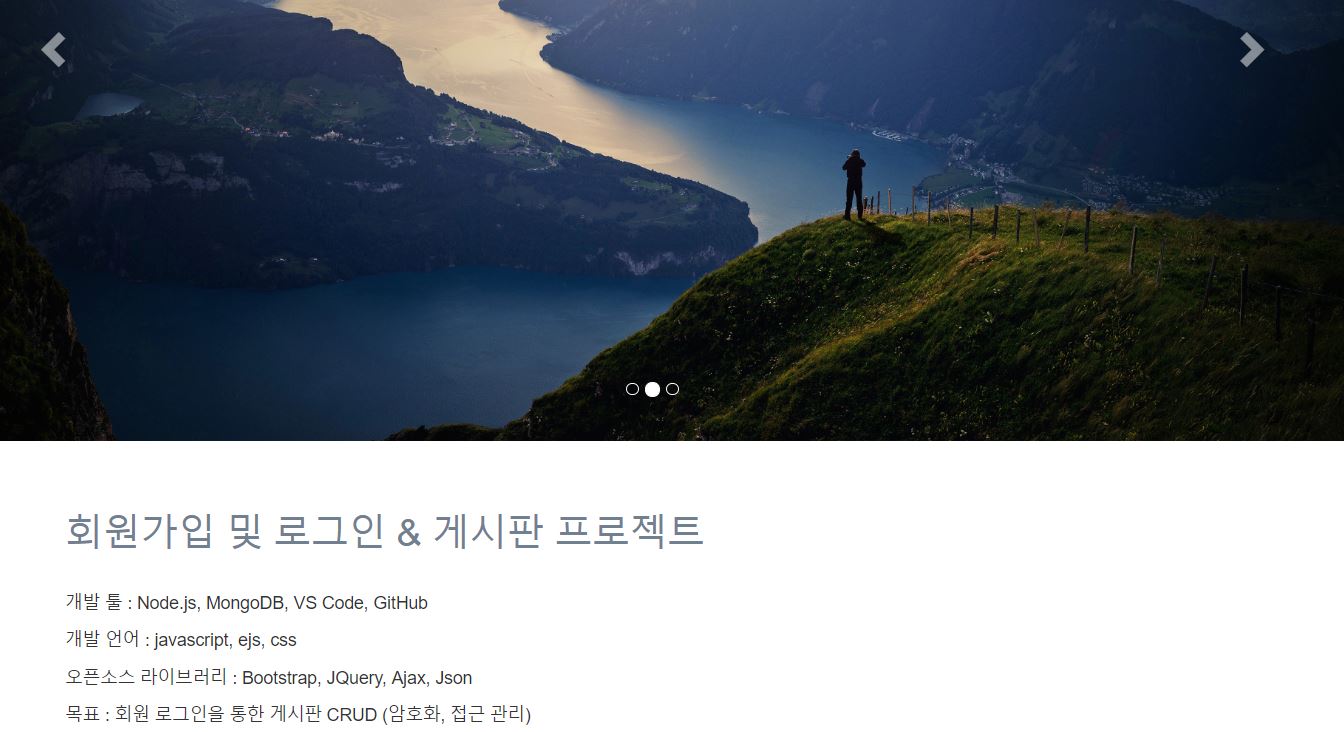 회원가입 및 로그인 & 게시판 프로젝트
개발 툴 : Node.js, MongoDB, VS Code, GitHub
개발 언어 : javascript, ejs, css
오픈소스 라이브러리 : Bootstrap, JQuery, Ajax, Json
목표 : 회원 로그인을 통한 게시판 CRUD (암호화, 접근 관리)